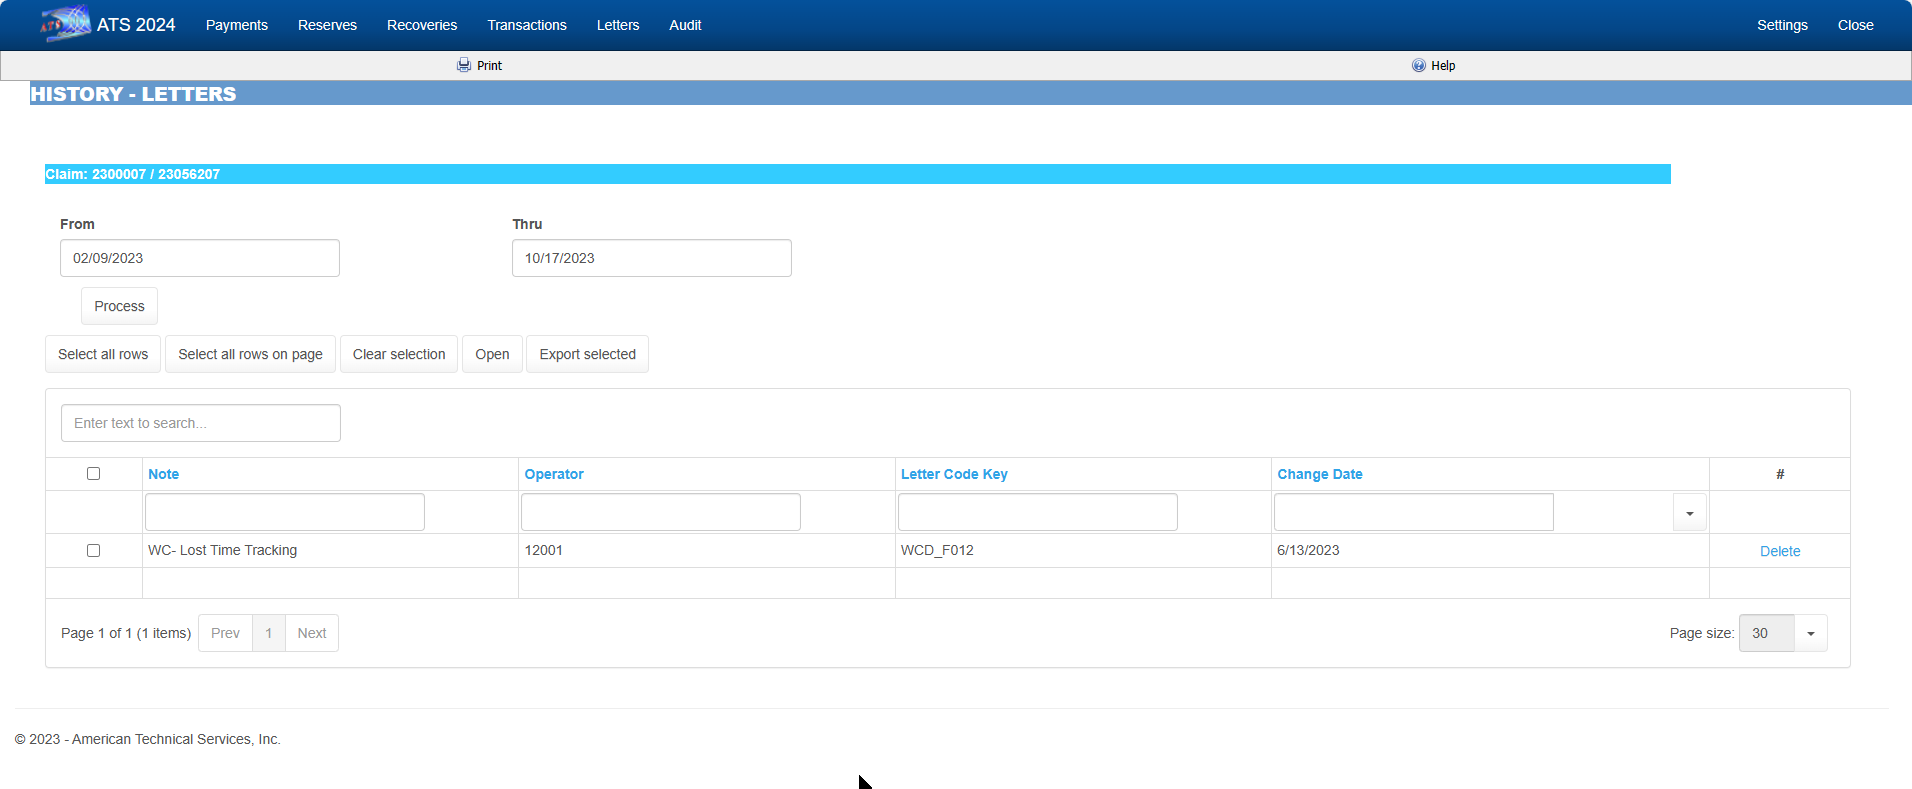 ATS ATS 2024 Payments Reserves Recoveries Transactions Letters Audit Settings Close
Print Help
HISTORY - LETTERS
Claim: 2300007 / 23056207
From Thru
02/09/2023 10/17/2023
Process
Select all rows Select all rows on page Clear selection Open Export selected
Enter text to search...
Note Operator Letter Code Key Change Date #
WC- Lost Time Tracking 12001 WCD_F012 6/13/2023 Delete
Page 1 of 1 (1 items) Prev 1 Next Page size: 30
© 2023 - American Technical Services, Inc.